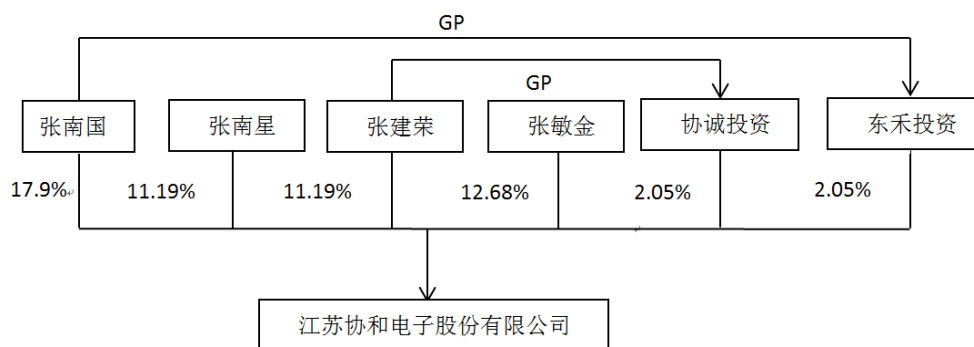 GP
GP
张南国
张南星
张建荣
张敏金
协诚投资
东禾投资
17.9%
11.19%
11.19%
12.68%
2.05%
2.05%
江苏协和电子股份有限公司